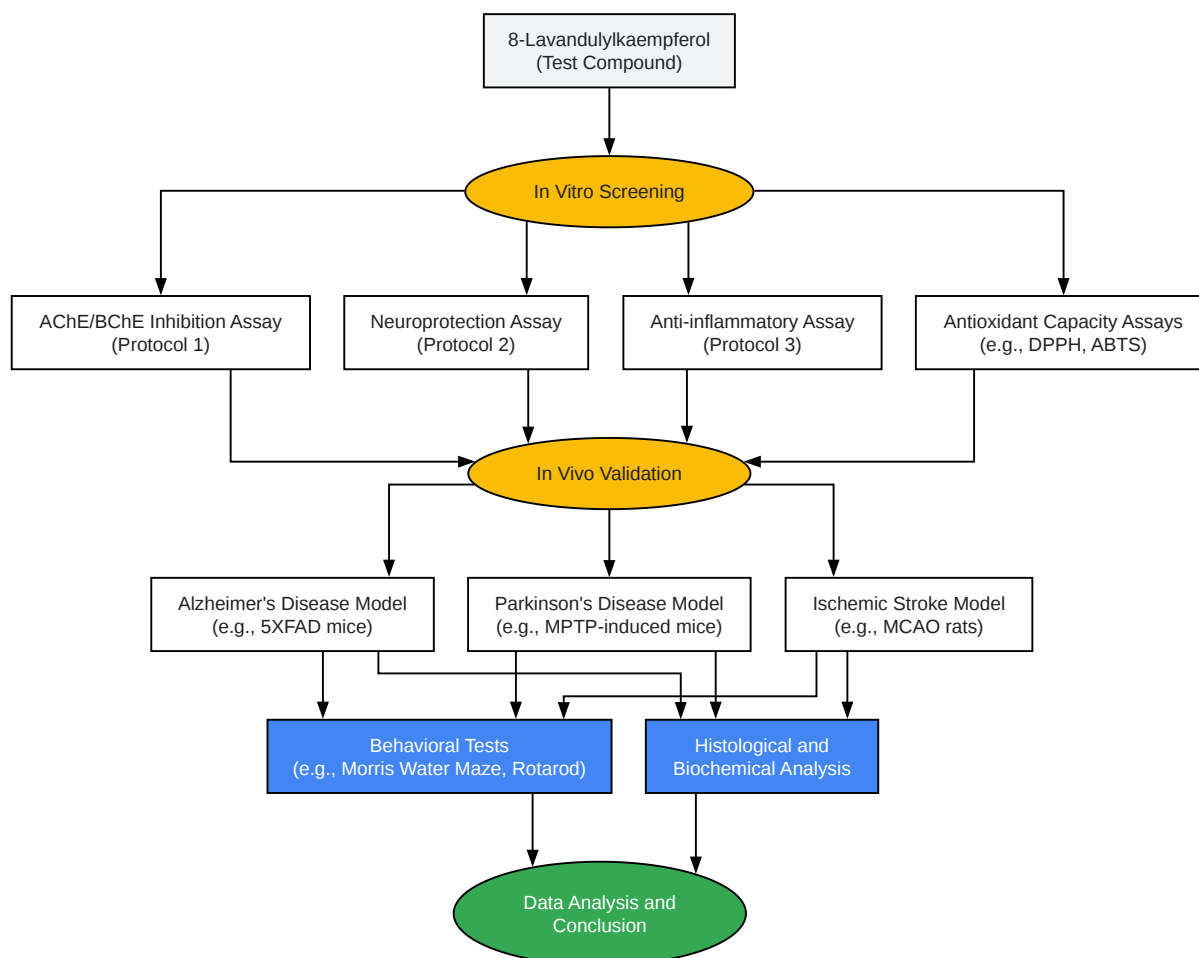 8-Lavandulylkaempferol
(Test Compound)
In Vitro Screening
AChE/BChE Inhibition Assay
(Protocol 1)
Neuroprotection Assay
(Protocol 2)
Anti-inflammatory Assay
(Protocol 3)
Antioxidant Capacity Assays
(e.g., DPPH, ABTS)
In Vivo Validation
Alzheimer's Disease Model
(e.g., 5XFAD mice)
Parkinson's Disease Model
(e.g., MPTP-induced mice)
Ischemic Stroke Model
(e.g., MCAO rats)
Behavioral Tests
(e.g., Morris Water Maze, Rotarod)
Histological and
Biochemical Analysis
Data Analysis and
Conclusion